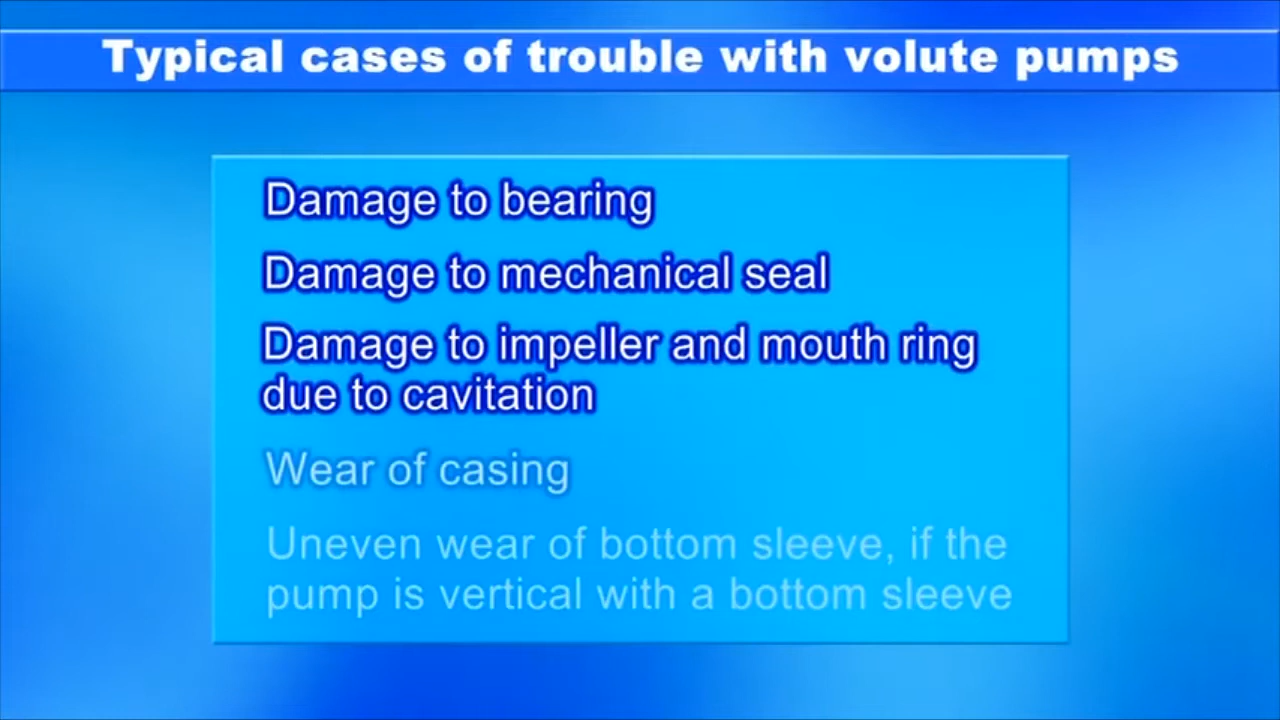 Typical cases of trouble with volute pumps
Damage to bearing
Damage to mechanical seal
Damage to impeller and mouth ring
due to cavitation
Wear of casing
Uneven wear of bottom sleeve, if the
pump is vertical with a bottom sleeve